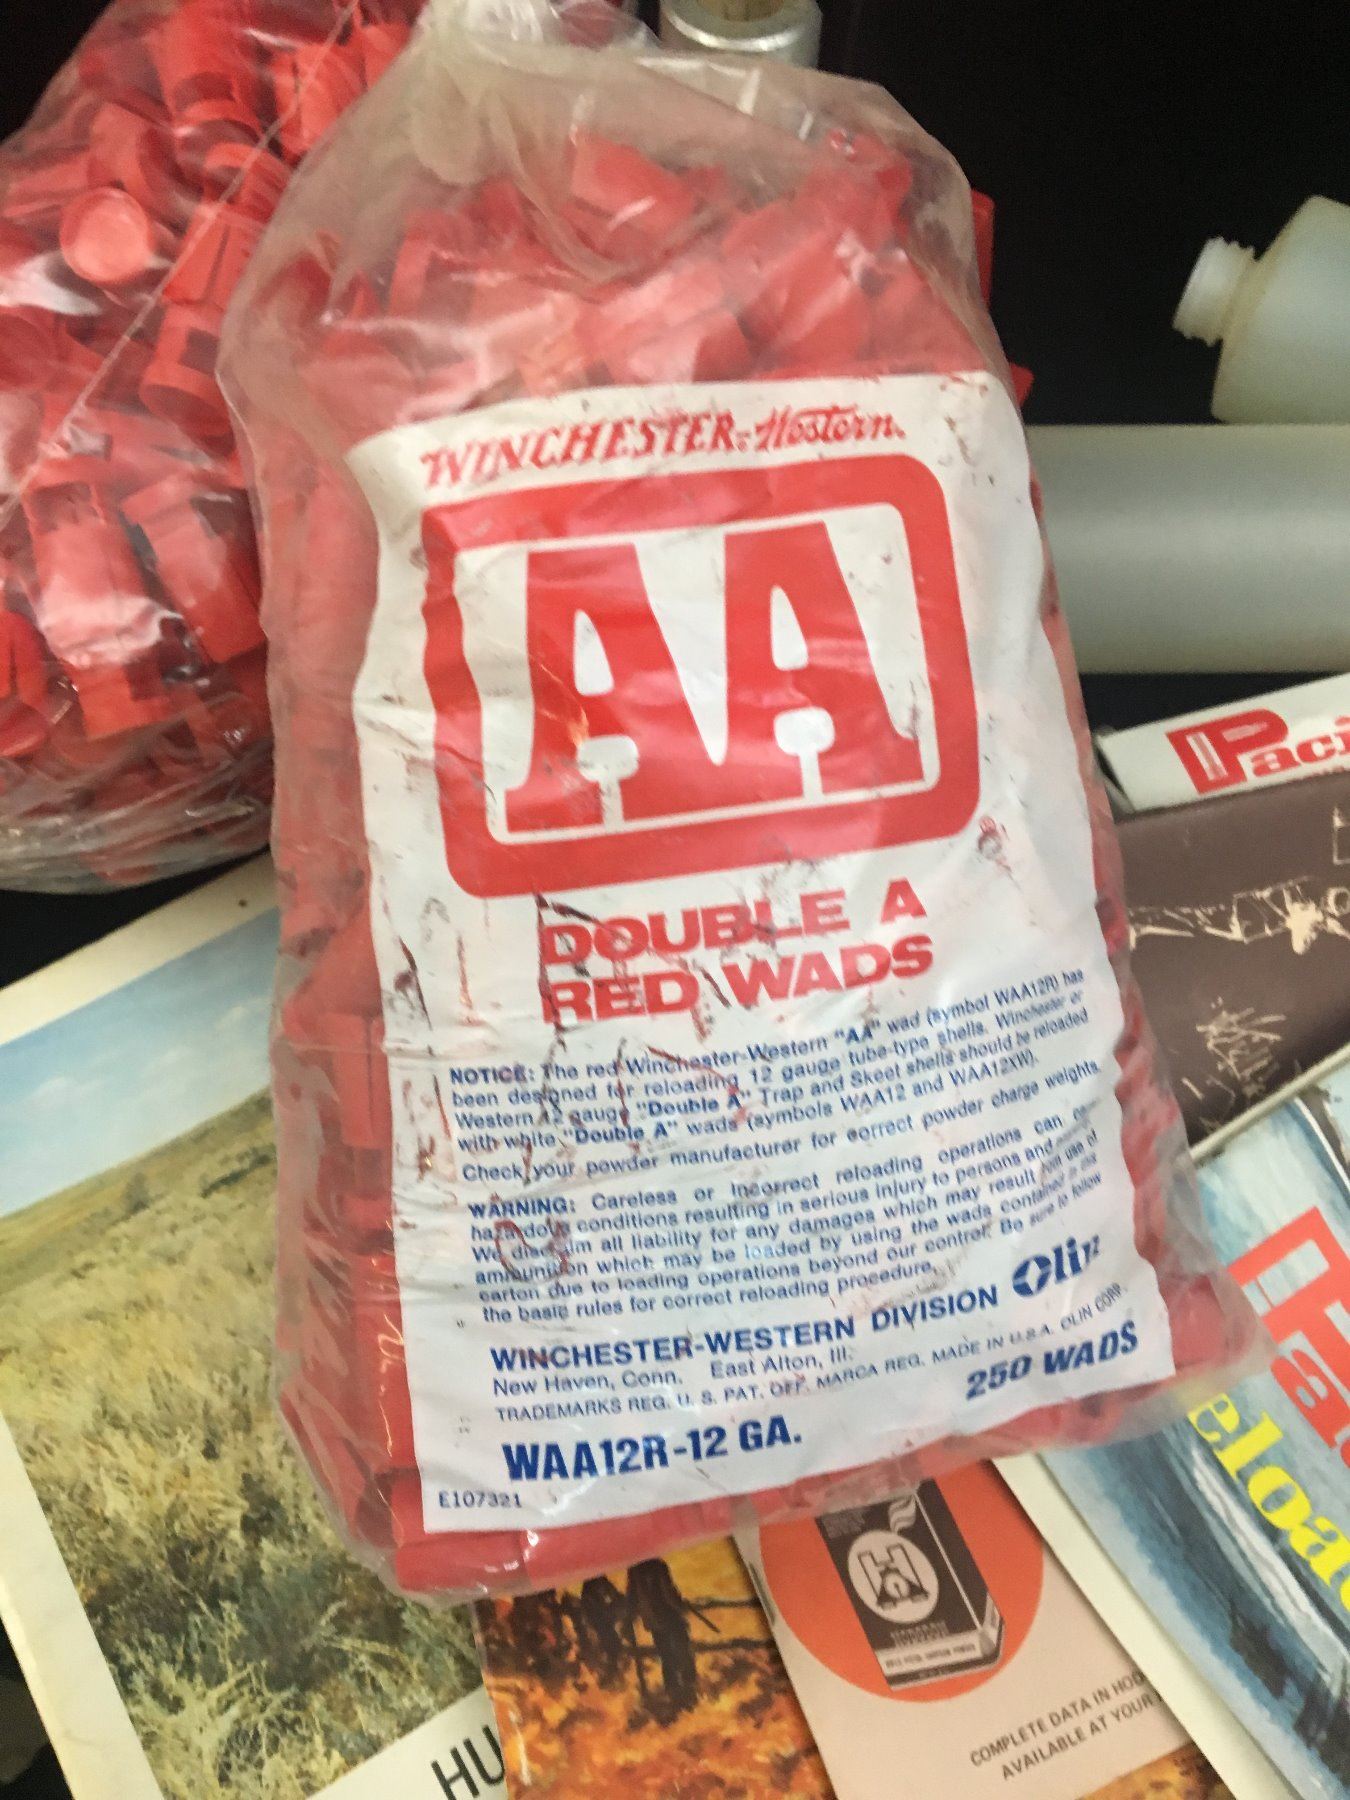 WINCHESTER-Western
AA
DOUBLE A
RED WADS
NOTICE: The red Winchester-Western "AA" wad (symbol WAA12R) has
been designed for reloading 12 gauge tube-type shells. Winchester or
Western 12 gauge "Double A" Trap and Skeet shells should be reloaded
with white "Double A" wads (symbols WAA12 and WAA12XW).
Check your powder manufacturer for correct powder charge weights.
WARNING: Careless or incorrect reloading operations can
hazardous conditions resulting in serious injury to persons and
We disclaim all liability for any damages which may result from use of
ammunition which may be loaded by using the wads contained in this
carton due to loading operations beyond our control. Be sure to follow
the basic rules for correct reloading procedure.
WINCHESTER-WESTERN DIVISION Olin
New Haven, Conn. East Alton, Ill.
TRADEMARKS REG. U. S. PAT. OFF. MARCA REG. MADE IN U.S.A. OLIN CORP.
250 WADS
WAA12R-12 GA.
E107321
Paci
eloa
HU
COMPLETE DATA IN HOD
AVAILABLE AT YOUR